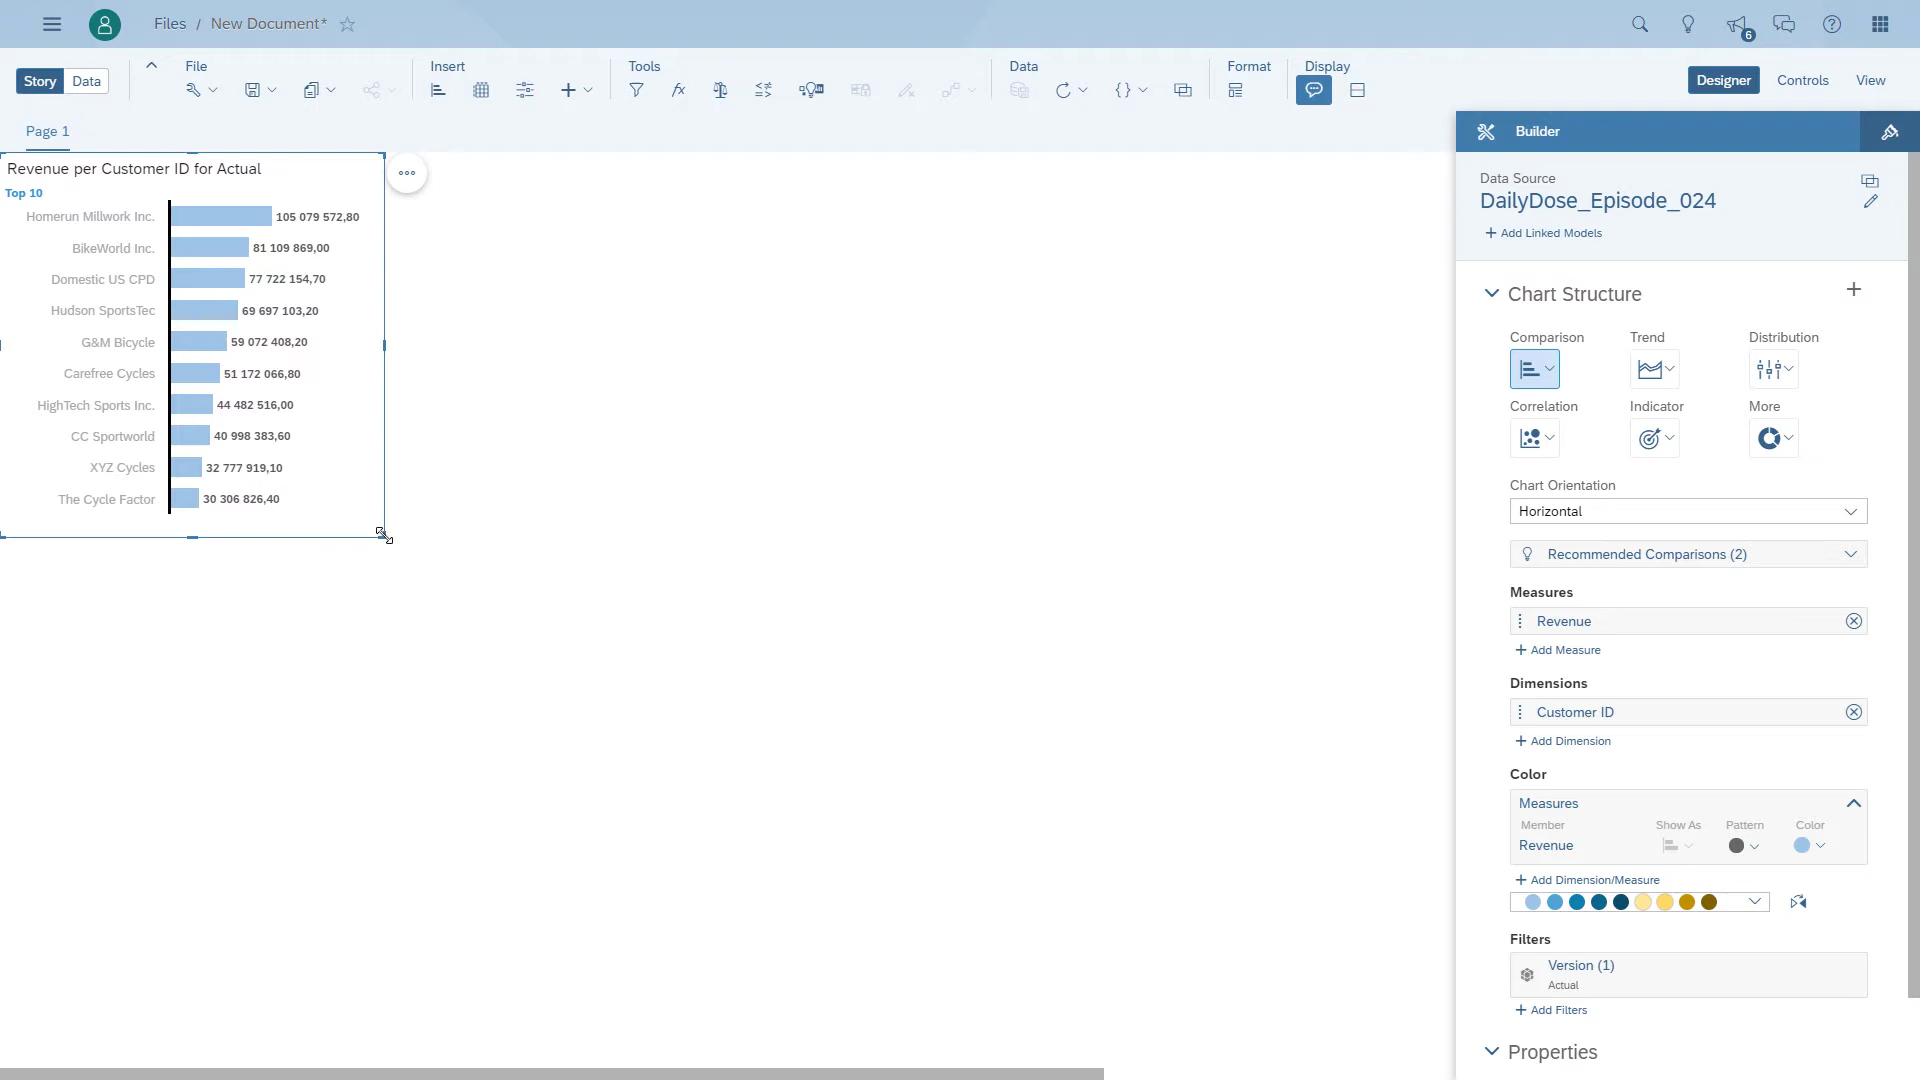 Files / New Document*
6
Story
Data
File
Insert
Tools
Data
Format
Display
Designer
Controls
View
Page 1
Revenue per Customer ID for Actual
Top 10
Homerun Millwork Inc. 105 079 572,80
BikeWorld Inc. 81 109 869,00
Domestic US CPD 77 722 154,70
Hudson SportsTec 69 697 103,20
G&M Bicycle 59 072 408,20
Carefree Cycles 51 172 066,80
HighTech Sports Inc. 44 482 516,00
CC Sportworld 40 998 383,60
XYZ Cycles 32 777 919,10
The Cycle Factor 30 306 826,40
Builder
Data Source
DailyDose_Episode_024
+ Add Linked Models
Chart Structure
Comparison Trend Distribution
Correlation Indicator More
Chart Orientation
Horizontal
Recommended Comparisons (2)
Measures
Revenue
+ Add Measure
Dimensions
Customer ID
+ Add Dimension
Color
Measures
Member Show As Pattern Color
Revenue
+ Add Dimension/Measure
Filters
Version (1)
Actual
+ Add Filters
Properties